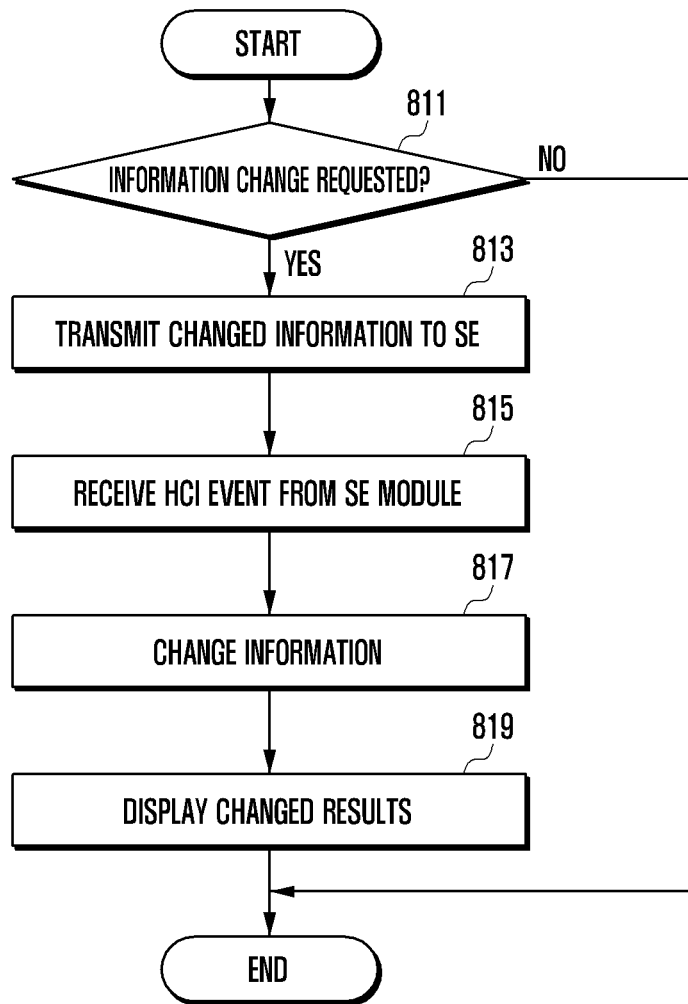 START
811
INFORMATION CHANGE REQUESTED?
NO
YES
813
TRANSMIT CHANGED INFORMATION TO SE
815
RECEIVE HCI EVENT FROM SE MODULE
817
CHANGE INFORMATION
819
DISPLAY CHANGED RESULTS
END